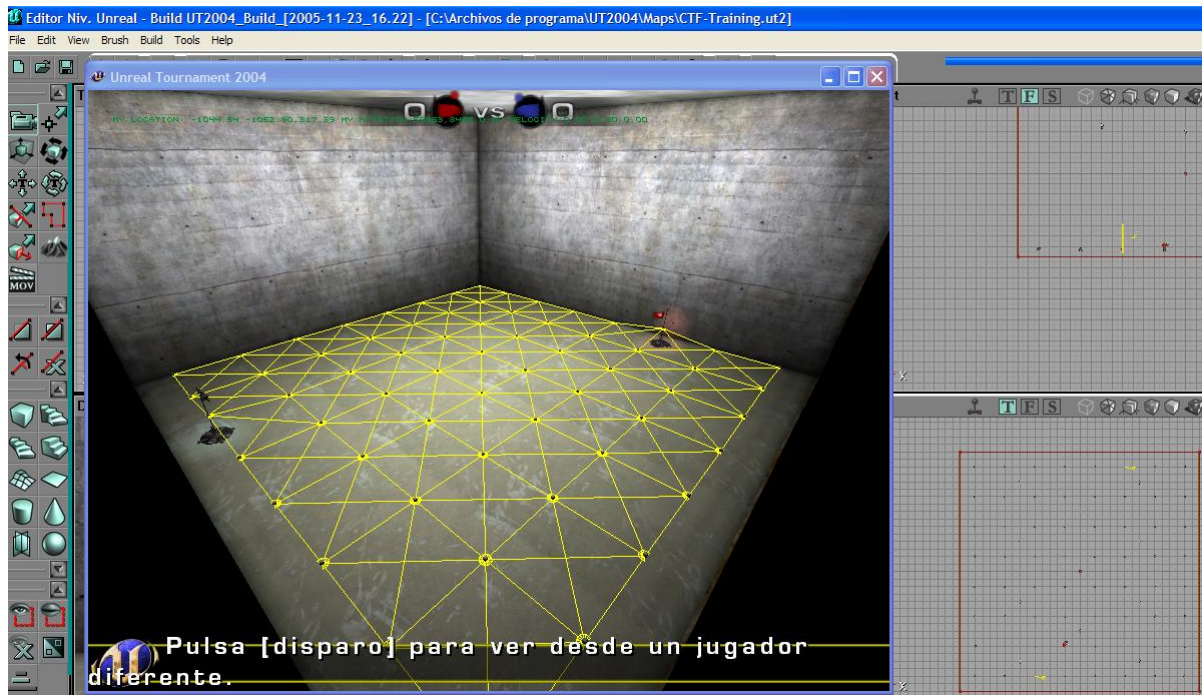 Editor Niv. Unreal - Build UT2004_Build_[2005-11-23_16.22] - [C:\Archivos de programa\UT2004\Maps\CTF-Training.ut2]
File Edit View Brush Build Tools Help
Unreal Tournament 2004
0 vs 0
MY LOCATION:
T F S
MOV
X
T F S
Pulsa [disparo] para ver desde un jugador
diferente.
X